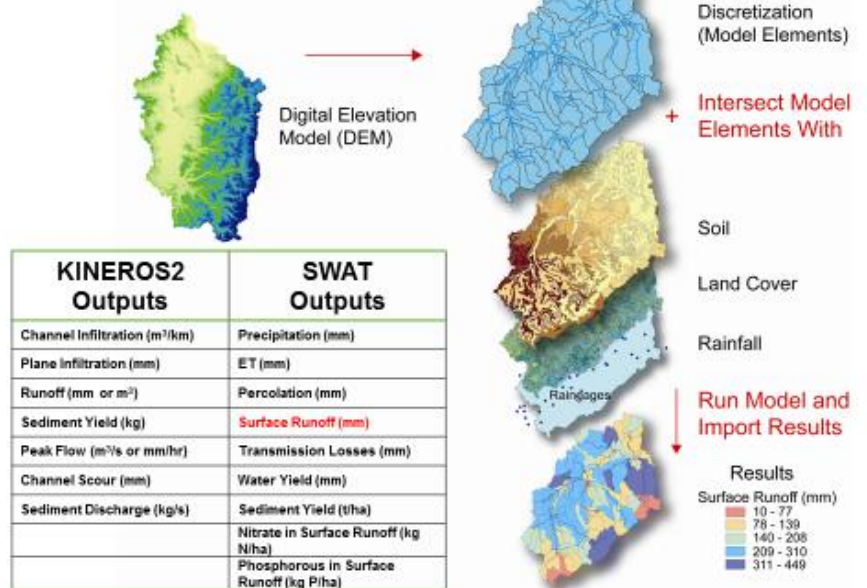 Discretization
(Model Elements)
Digital Elevation
Model (DEM)
+ Intersect Model
Elements With
Soil
Land Cover
Rainfall
Raingages
Run Model and
Import Results
Results
Surface Runoff (mm)
10 - 77
78 - 139
140 - 208
209 - 310
311 - 449
KINEROS2
Outputs
SWAT
Outputs
Channel Infiltration (m³/km)
Precipitation (mm)
Plane Infiltration (mm)
ET (mm)
Runoff (mm or m³)
Percolation (mm)
Sediment Yield (kg)
Surface Runoff (mm)
Peak Flow (m³/s or mm/hr)
Transmission Losses (mm)
Channel Scour (mm)
Water Yield (mm)
Sediment Discharge (kg/s)
Sediment Yield (t/ha)
Nitrate in Surface Runoff (kg
N/ha)
Phosphorous in Surface
Runoff (kg P/ha)